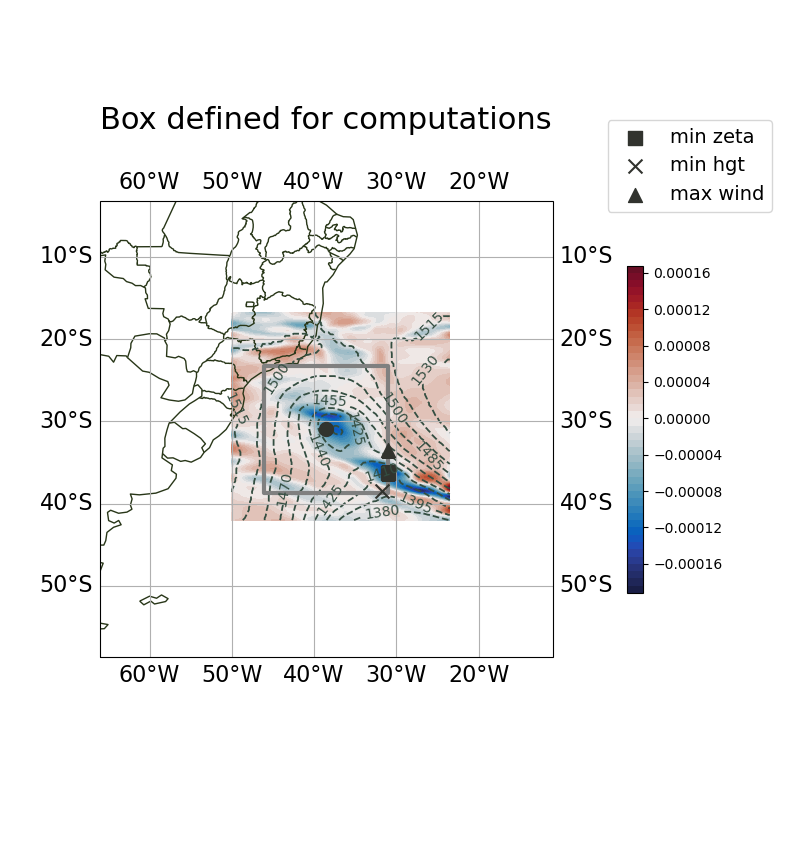 Box defined for computations
min zeta
min hgt
max wind
60°W 50°W 40°W 30°W 20°W
10°S 10°S
20°S 20°S
30°S 30°S
40°S 40°S
50°S 50°S
60°W 50°W 40°W 30°W 20°W
1515
1530
1500
1455
1500
1515
1425
1440
1485
1470
1425
1395
1380
0.00016
0.00012
0.00008
0.00004
0.00000
−0.00004
−0.00008
−0.00012
−0.00016